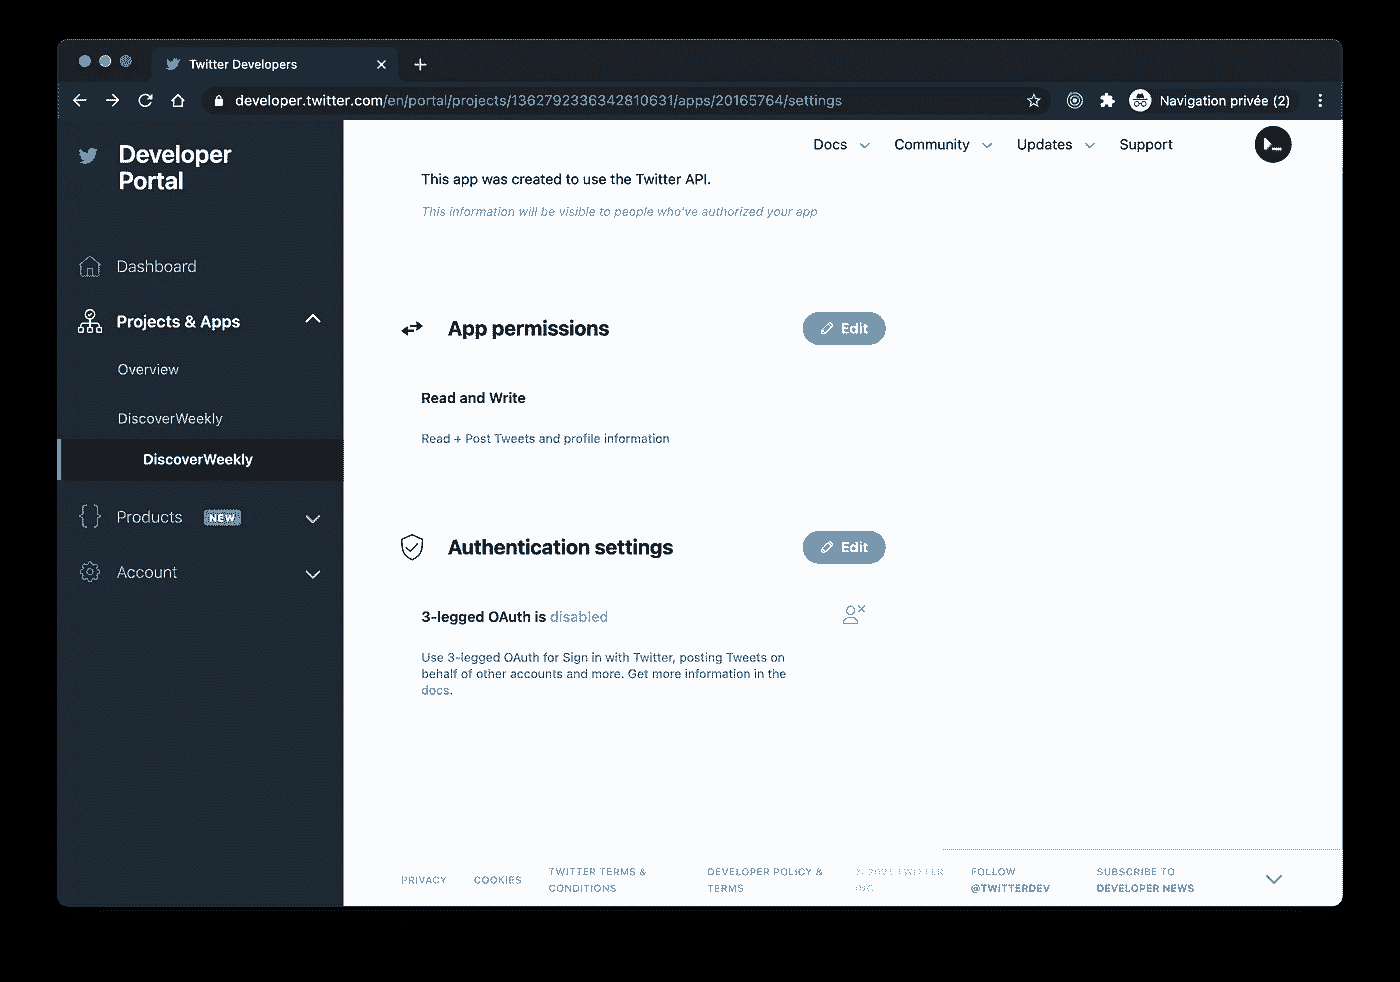 Twitter Developers
developer.twitter.com/en/portal/projects/1362792336342810631/apps/20165764/settings
Navigation privée (2)
Developer
Portal
Docs
Community
Updates
Support
This app was created to use the Twitter API.
This information will be visible to people who've authorized your app
Dashboard
Projects & Apps
Overview
DiscoverWeekly
DiscoverWeekly
Products NEW
Account
App permissions
Edit
Read and Write
Read + Post Tweets and profile information
Authentication settings
Edit
3-legged OAuth is disabled
Use 3-legged OAuth for Sign in with Twitter, posting Tweets on
behalf of other accounts and more. Get more information in the
docs.
PRIVACY
COOKIES
TWITTER TERMS &
CONDITIONS
DEVELOPER POLICY &
TERMS
© 2021 TWITTER
INC.
FOLLOW
@TWITTERDEV
SUBSCRIBE TO
DEVELOPER NEWS